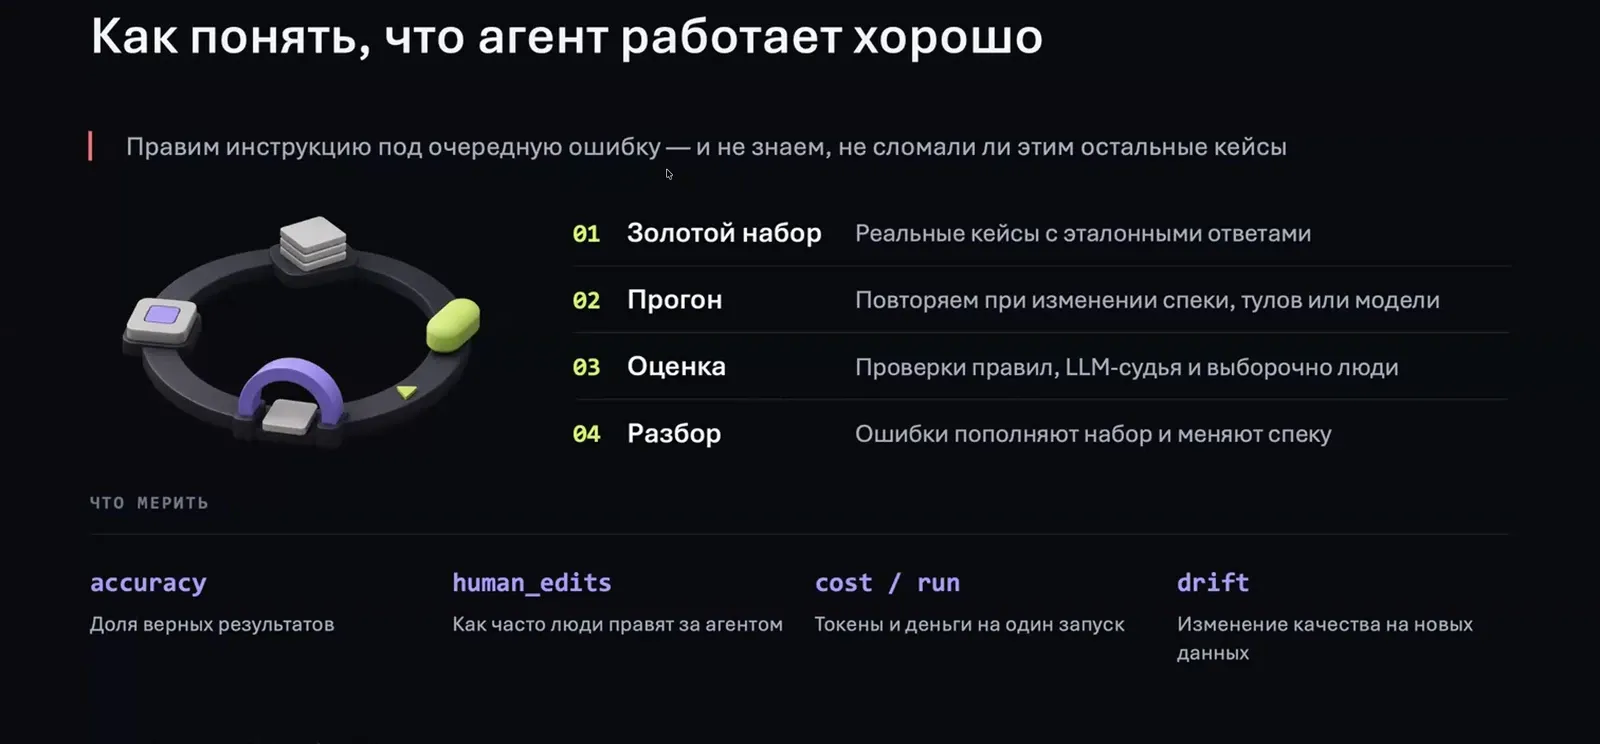 Как понять, что агент работает хорошо
Правим инструкцию под очередную ошибку — и не знаем, не сломали ли этим остальные кейсы
01 Золотой набор Реальные кейсы с эталонными ответами
02 Прогон Повторяем при изменении спеки, тулов или модели
03 Оценка Проверки правил, LLM-судья и выборочно люди
04 Разбор Ошибки пополняют набор и меняют спеку
ЧТО МЕРИТЬ
accuracy
Доля верных результатов
human_edits
Как часто люди правят за агентом
cost / run
Токены и деньги на один запуск
drift
Изменение качества на новых
данных